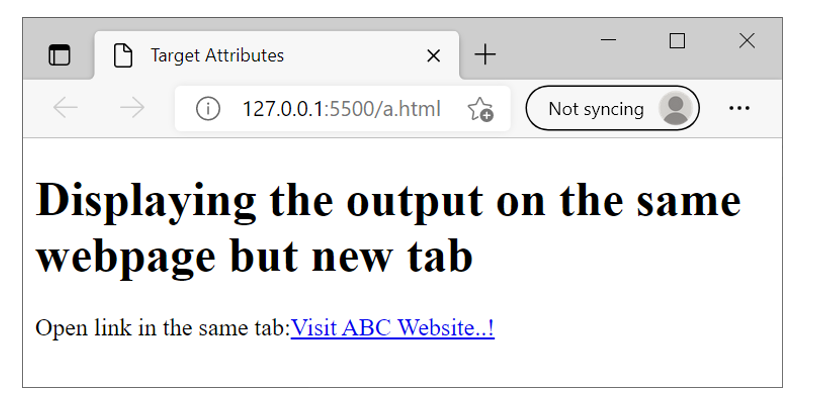 Target Attributes
127.0.0.1:5500/a.html
Not syncing
Displaying the output on the same
webpage but new tab
Open link in the same tab:Visit ABC Website..!